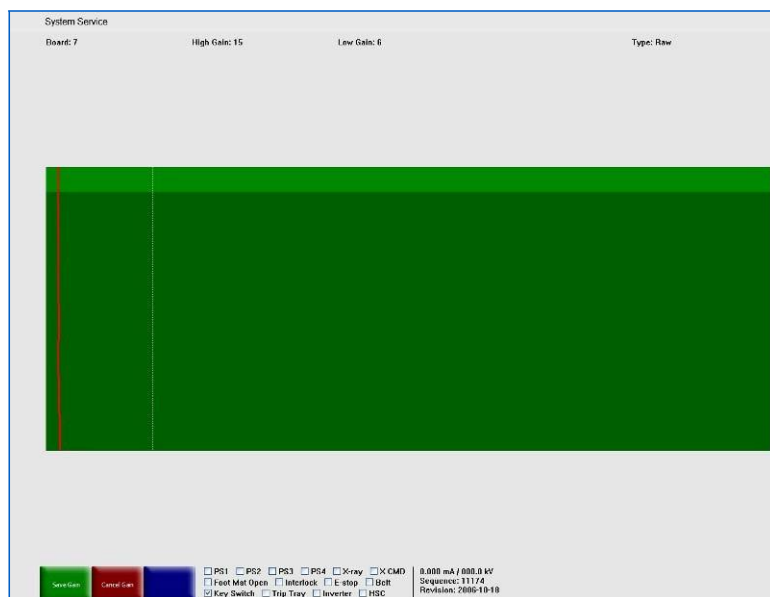 System Service
Board: 7 High Gain: 15 Low Gain: 6 Type: Raw
Save Gain Cancel Gain
PS1 PS2 PS3 PS4 X-ray X CMD
Foot Mat Open Interlock E-stop Belt
Key Switch Trip Tray Inverter HSC
0.000 mA / 000.0 kV
Sequence: 11174
Revision: 2006-10-18